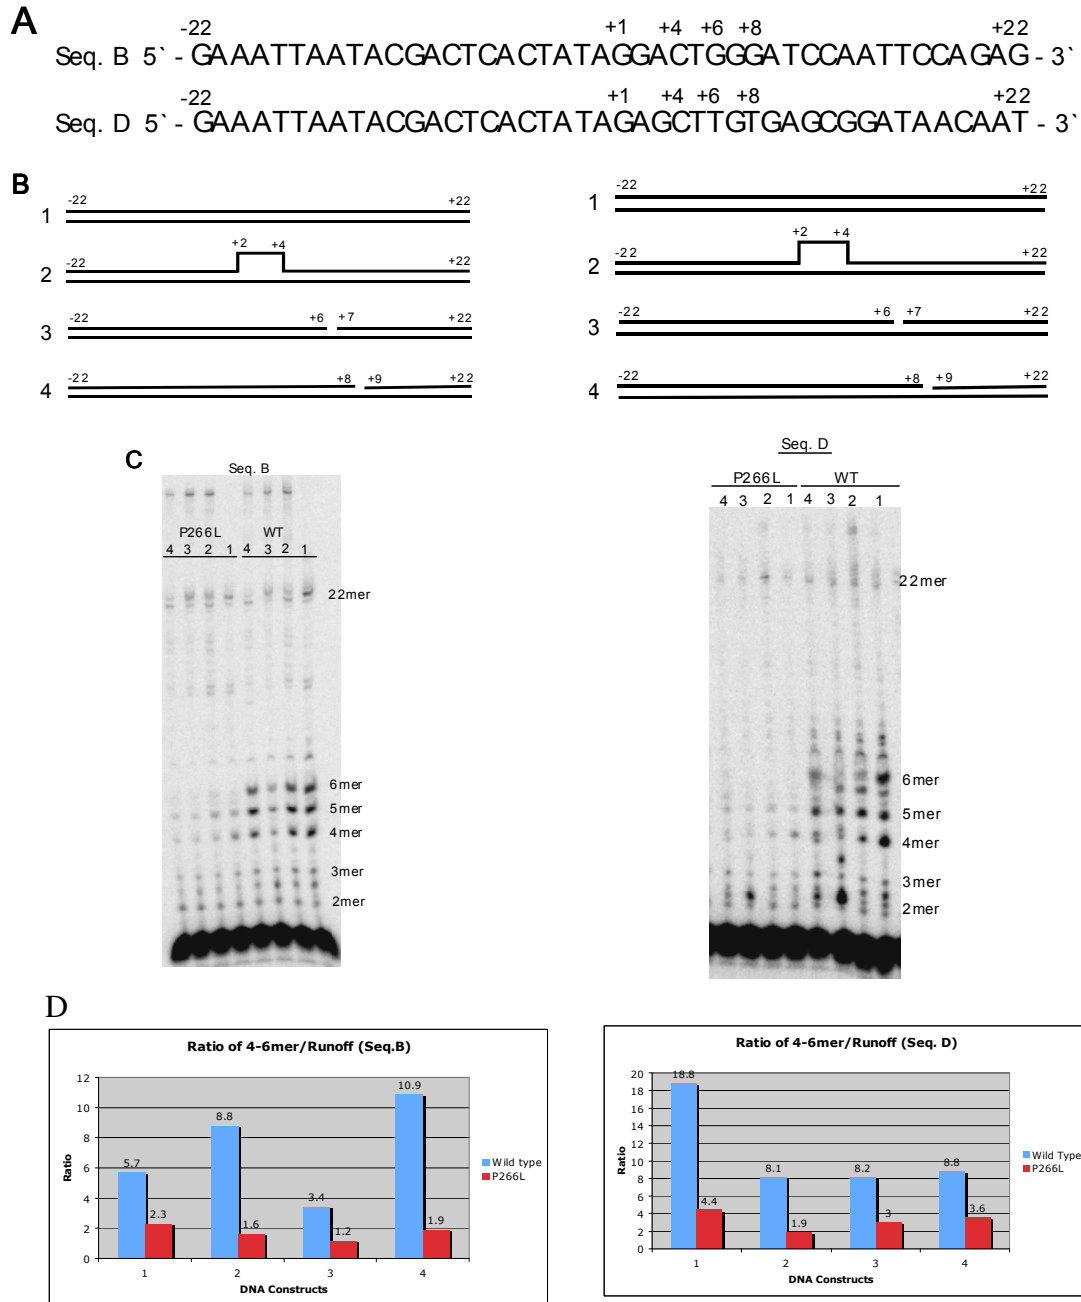 A
-22 +1 +4 +6 +8 +22
Seq. B 5` - GAAATTAATACGACTCACTATAGGACTGGGATCCAATTCCAGAG - 3`
-22 +1 +4 +6 +8 +22
Seq. D 5` - GAAATTAATACGACTCACTATAGAGCTTGTGAGCGGATAACAAT - 3`
B
1 -22 +22
2 -22 +2 +4 +22
3 -22 +6 +7 +22
4 -22 +8 +9 +22
1 -22 +22
2 -22 +2 +4 +22
3 -22 +6 +7 +22
4 -22 +8 +9 +22
C
Seq. B
P266L WT
4 3 2 1 4 3 2 1
22mer
6mer
5mer
4mer
3mer
2mer
Seq. D
P266L WT
4 3 2 1 4 3 2 1
22mer
6mer
5mer
4mer
3mer
2mer
D
Ratio of 4-6mer/Runoff (Seq.B)
Ratio
12
10
8
6
4
2
0
5.7
2.3
8.8
1.6
3.4
1.2
10.9
1.9
1 2 3 4
DNA Constructs
Wild type
P266L
Ratio of 4-6mer/Runoff (Seq. D)
Ratio
20
18
16
14
12
10
8
6
4
2
0
18.8
4.4
8.1
1.9
8.2
3
8.8
3.6
1 2 3 4
DNA Constructs
Wild Type
P266L